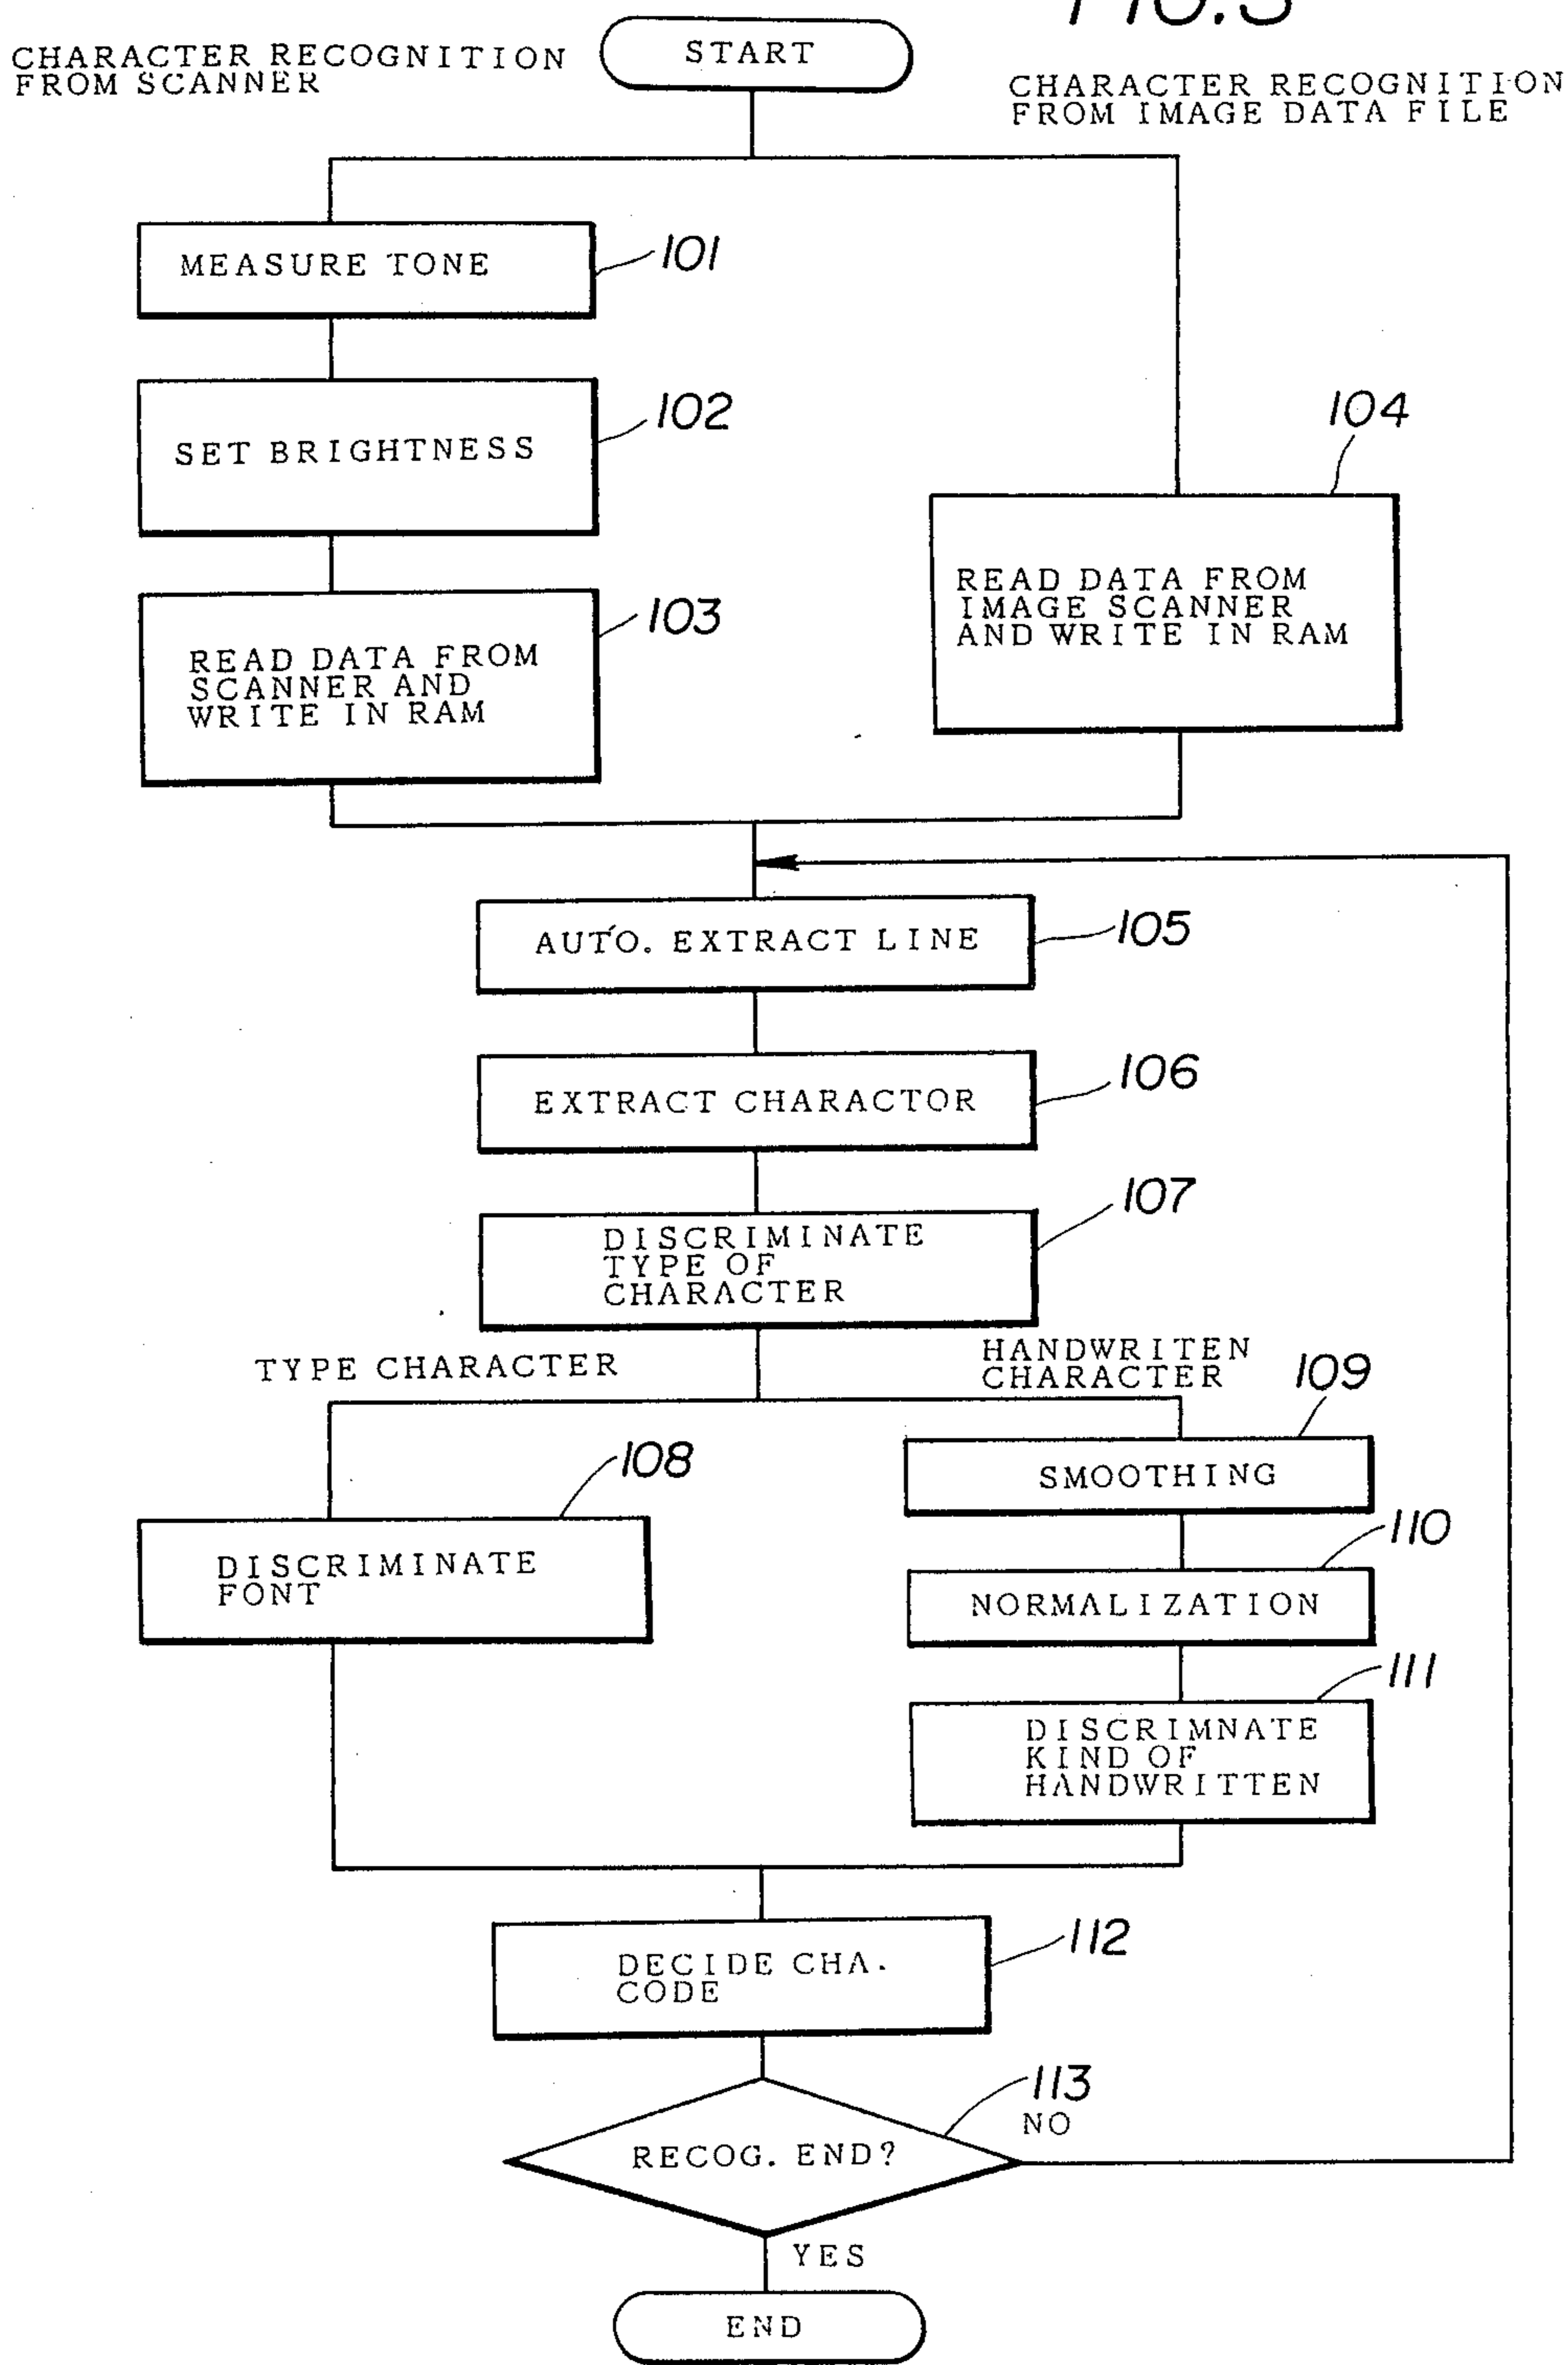 CHARACTER RECOGNITION
FROM SCANNER
START
CHARACTER RECOGNITION
FROM IMAGE DATA FILE
MEASURE TONE
101
SET BRIGHTNESS
102
READ DATA FROM
SCANNER AND
WRITE IN RAM
103
104
READ DATA FROM
IMAGE SCANNER
AND WRITE IN RAM
AUTO. EXTRACT LINE
105
EXTRACT CHARACTOR
106
DISCRIMINATE
TYPE OF
CHARACTER
107
TYPE CHARACTER
HANDWRITEN
CHARACTER
108
DISCRIMINATE
FONT
109
SMOOTHING
110
NORMALIZATION
111
DISCRIMNATE
KIND OF
HANDWRITTEN
DECIDE CHA.
CODE
112
RECOG. END?
113
NO
YES
END